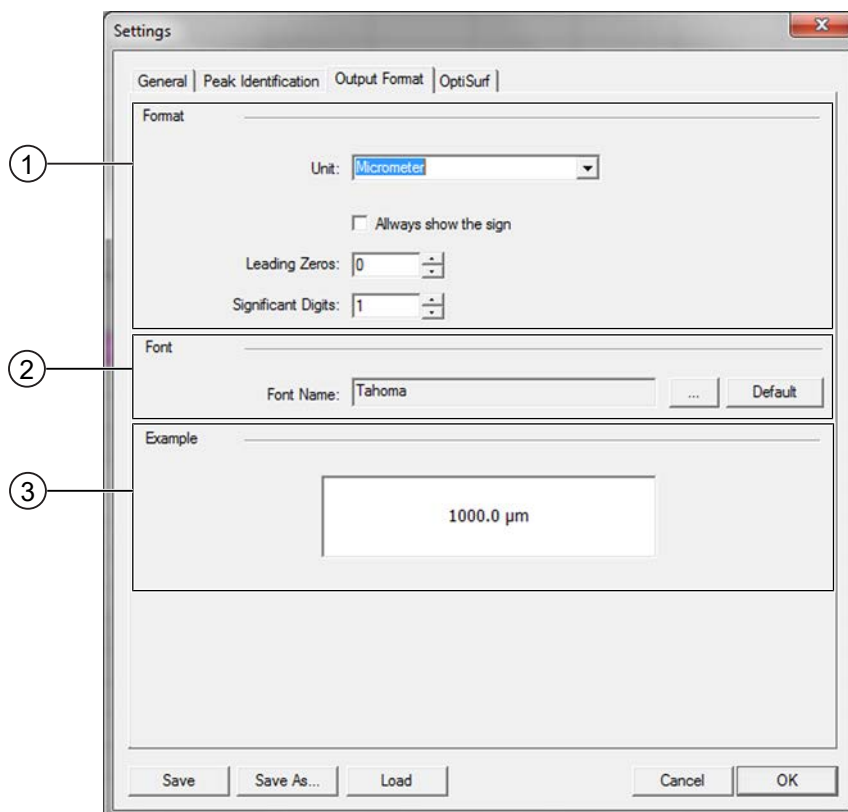 Settings
General Peak Identification Output Format OptiSurf
Format
1
Unit: Micrometer
Allways show the sign
Leading Zeros: 0
Significant Digits: 1
Font
2
Font Name: Tahoma ... Default
Example
3
1000.0 µm
Save Save As... Load Cancel OK